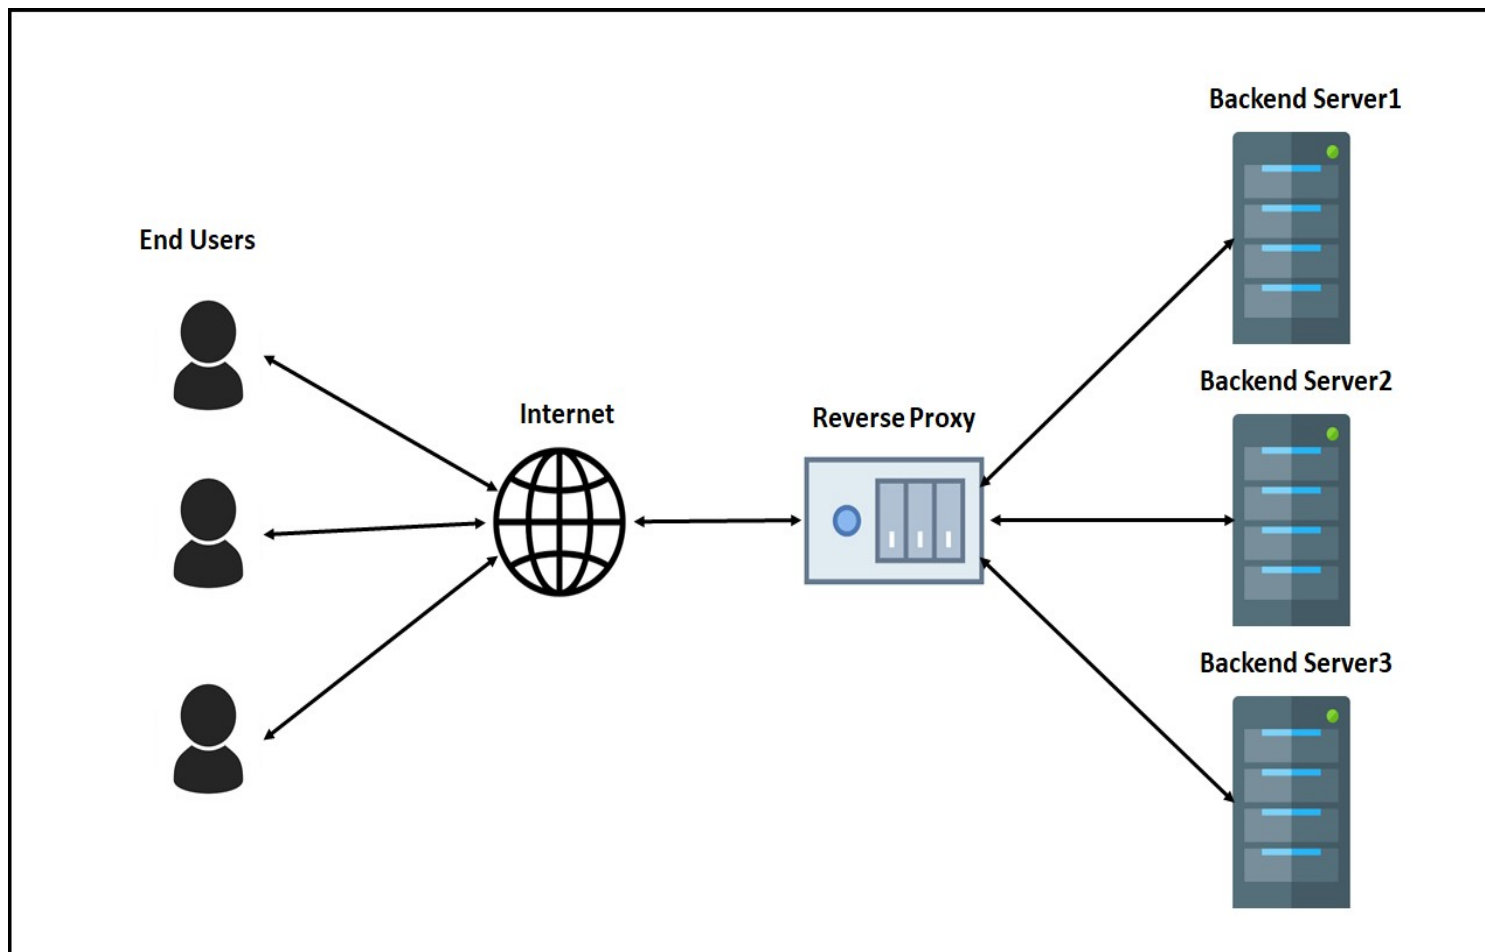 End Users
Internet
Reverse Proxy
Backend Server1
Backend Server2
Backend Server3